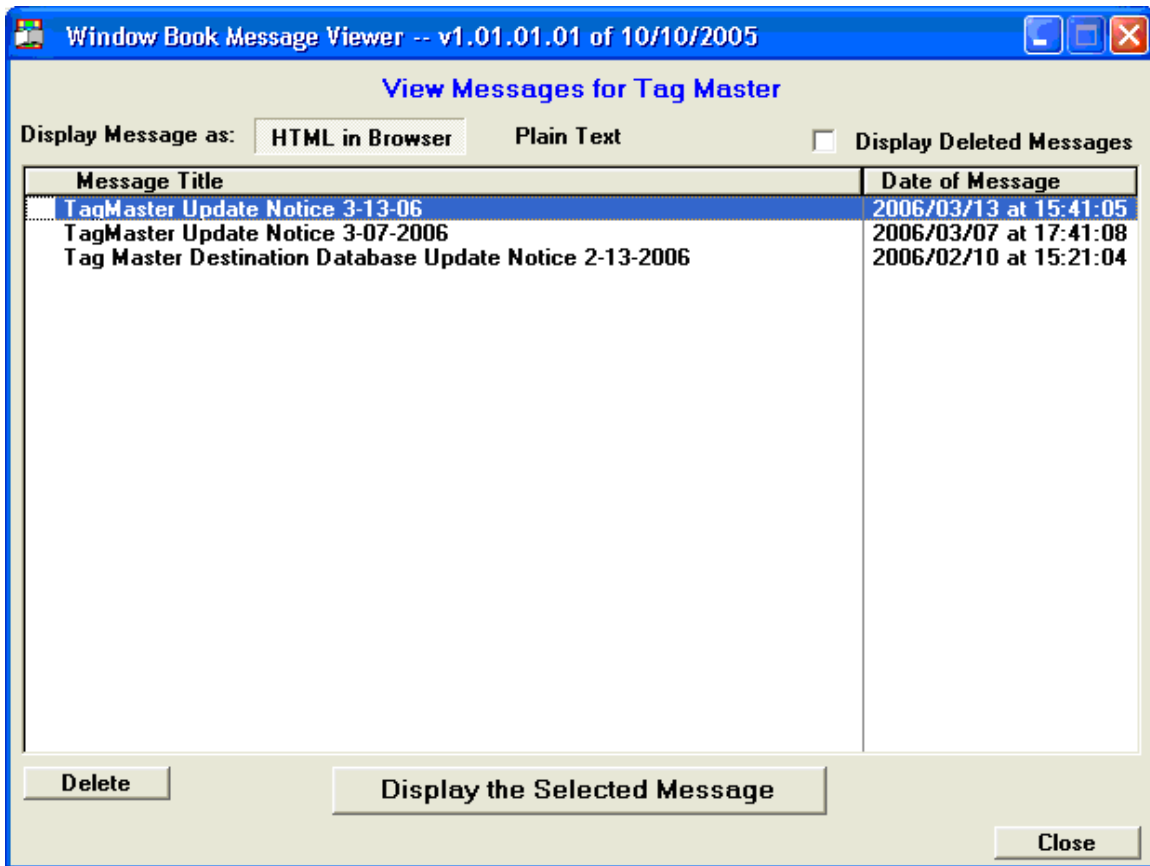 Window Book Message Viewer -- v1.01.01.01 of 10/10/2005
View Messages for Tag Master
Display Message as: HTML in Browser Plain Text Display Deleted Messages
Message Title Date of Message
TagMaster Update Notice 3-13-06 2006/03/13 at 15:41:05
TagMaster Update Notice 3-07-2006 2006/03/07 at 17:41:08
Tag Master Destination Database Update Notice 2-13-2006 2006/02/10 at 15:21:04
Delete Display the Selected Message
Close